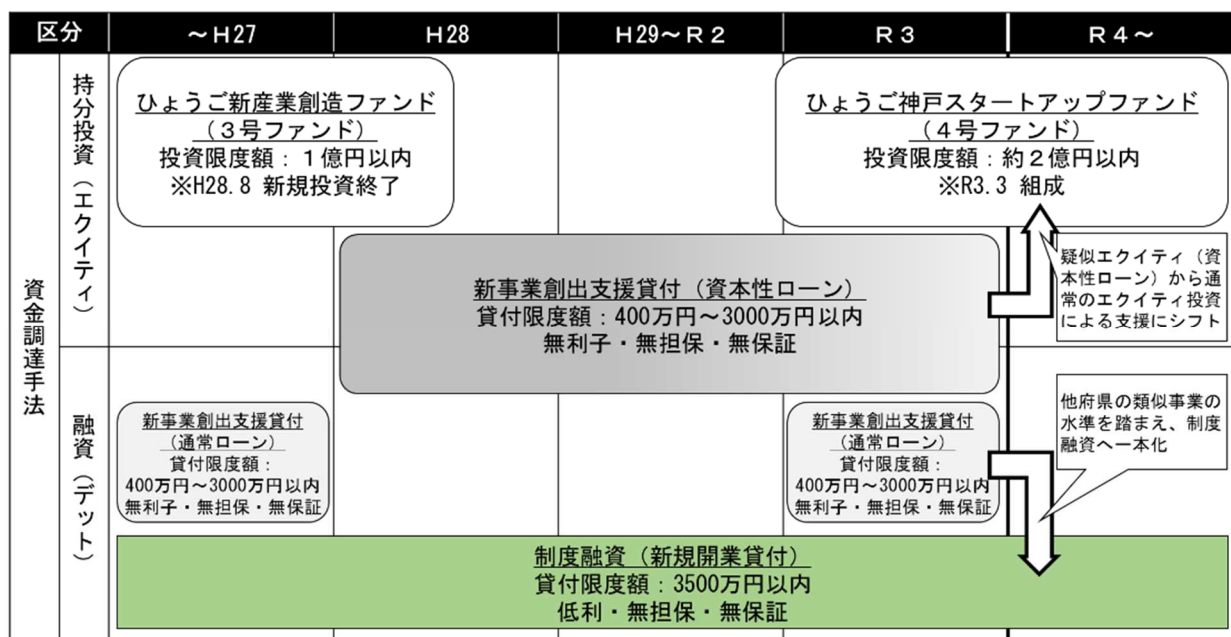 区分 ～H27 H28 H29～R2 R3 R4～
資金調達手法
持分投資（エクイティ）
ひょうご新産業創造ファンド
（３号ファンド）
投資限度額：１億円以内
※H28.8 新規投資終了
ひょうご神戸スタートアップファンド
（４号ファンド）
投資限度額：約２億円以内
※R3.3 組成
新事業創出支援貸付（資本性ローン）
貸付限度額：400万円～3000万円以内
無利子・無担保・無保証
疑似エクイティ（資
本性ローン）から通
常のエクイティ投資
による支援にシフト
融資（デット）
新事業創出支援貸付
（通常ローン）
貸付限度額：
400万円～3000万円以内
無利子・無担保・無保証
新事業創出支援貸付
（通常ローン）
貸付限度額：
400万円～3000万円以内
無利子・無担保・無保証
他府県の類似事業の
水準を踏まえ、制度
融資へ一本化
制度融資（新規開業貸付）
貸付限度額：3500万円以内
低利・無担保・無保証